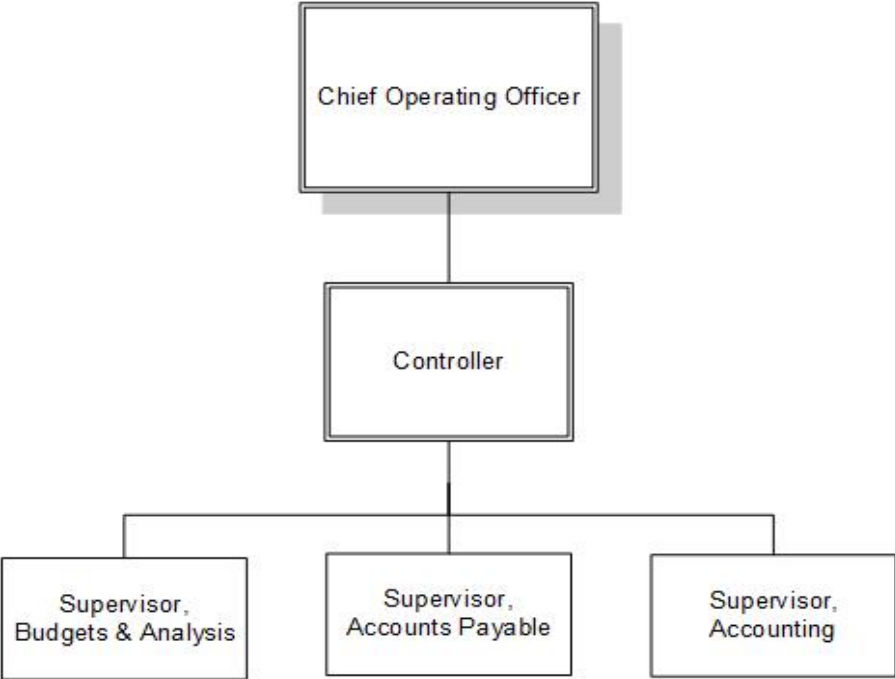 Chief Operating Officer
Controller
Supervisor,
Budgets & Analysis
Supervisor,
Accounts Payable
Supervisor,
Accounting